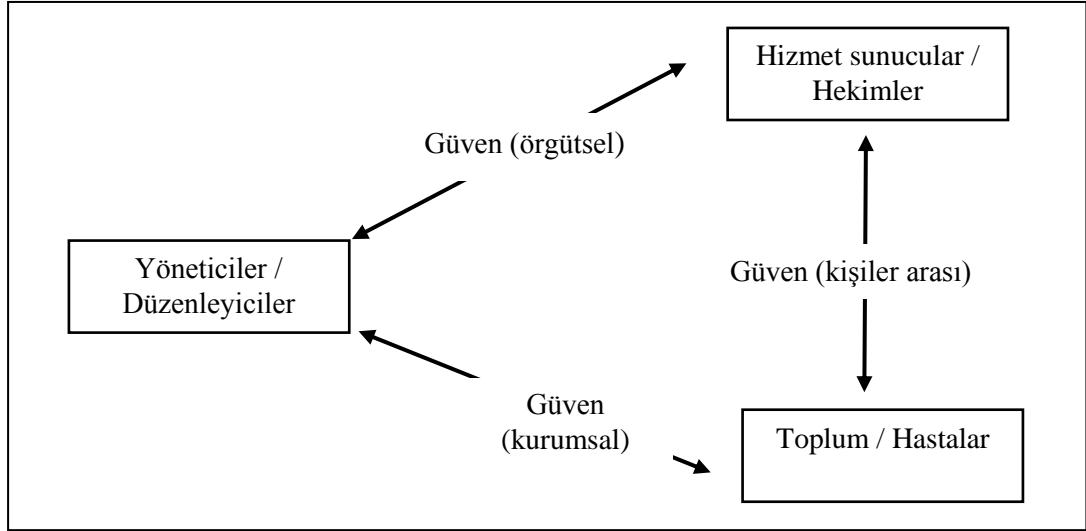 Hizmet sunucular /
Hekimler
Güven (örgütsel)
Yöneticiler /
Düzenleyiciler
Güven (kişiler arası)
Güven
(kurumsal)
Toplum / Hastalar